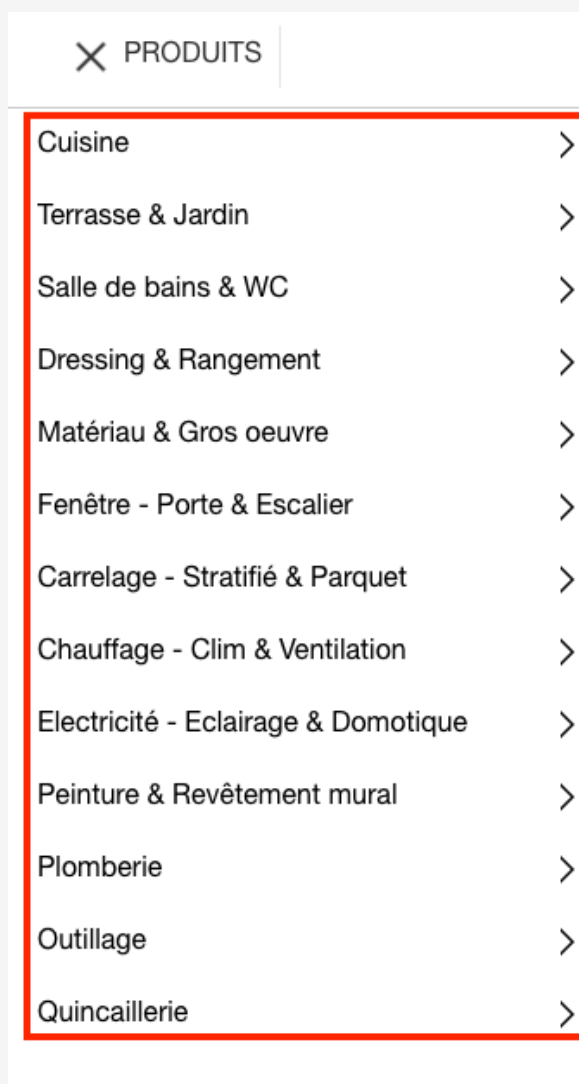 PRODUITS
Cuisine
Terrasse & Jardin
Salle de bains & WC
Dressing & Rangement
Matériau & Gros oeuvre
Fenêtre - Porte & Escalier
Carrelage - Stratifié & Parquet
Chauffage - Clim & Ventilation
Electricité - Eclairage & Domotique
Peinture & Revêtement mural
Plomberie
Outillage
Quincaillerie